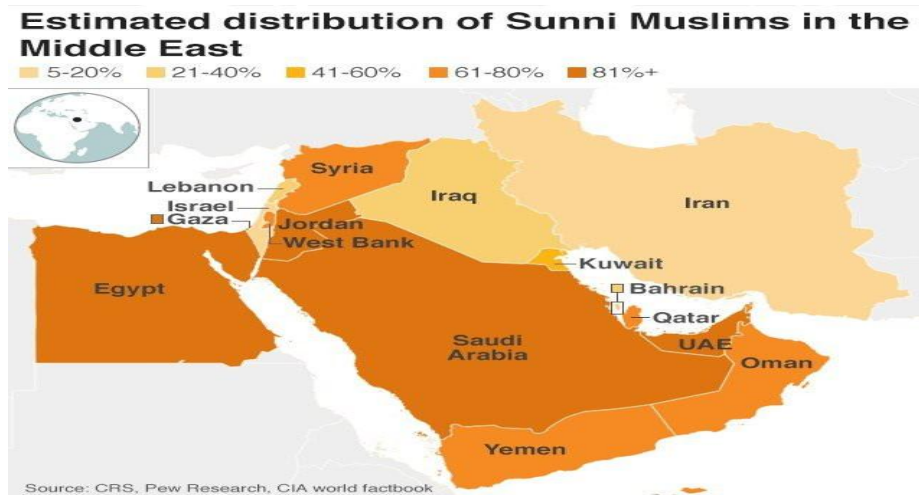 Estimated distribution of Sunni Muslims in the
Middle East
5-20% 21-40% 41-60% 61-80% 81%+
Syria
Lebanon
Iraq
Israel
Iran
Gaza
Jordan
West Bank
Kuwait
Egypt
Bahrain
Qatar
Saudi
Arabia
UAE
Oman
Yemen
Source: CRS, Pew Research, CIA world factbook